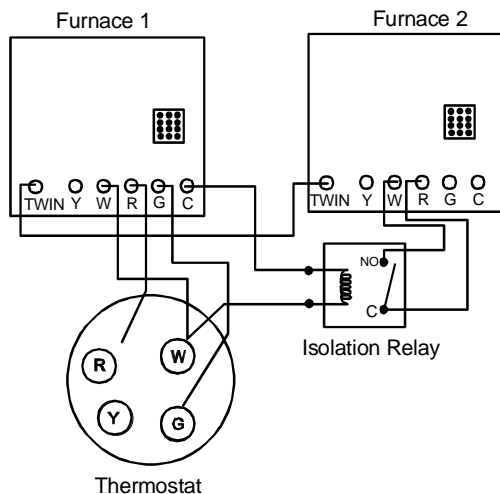 Furnace 1
Furnace 2
TWIN Y W R G C
TWIN Y W R G C
NO
C
Isolation Relay
R
W
Y
G
Thermostat